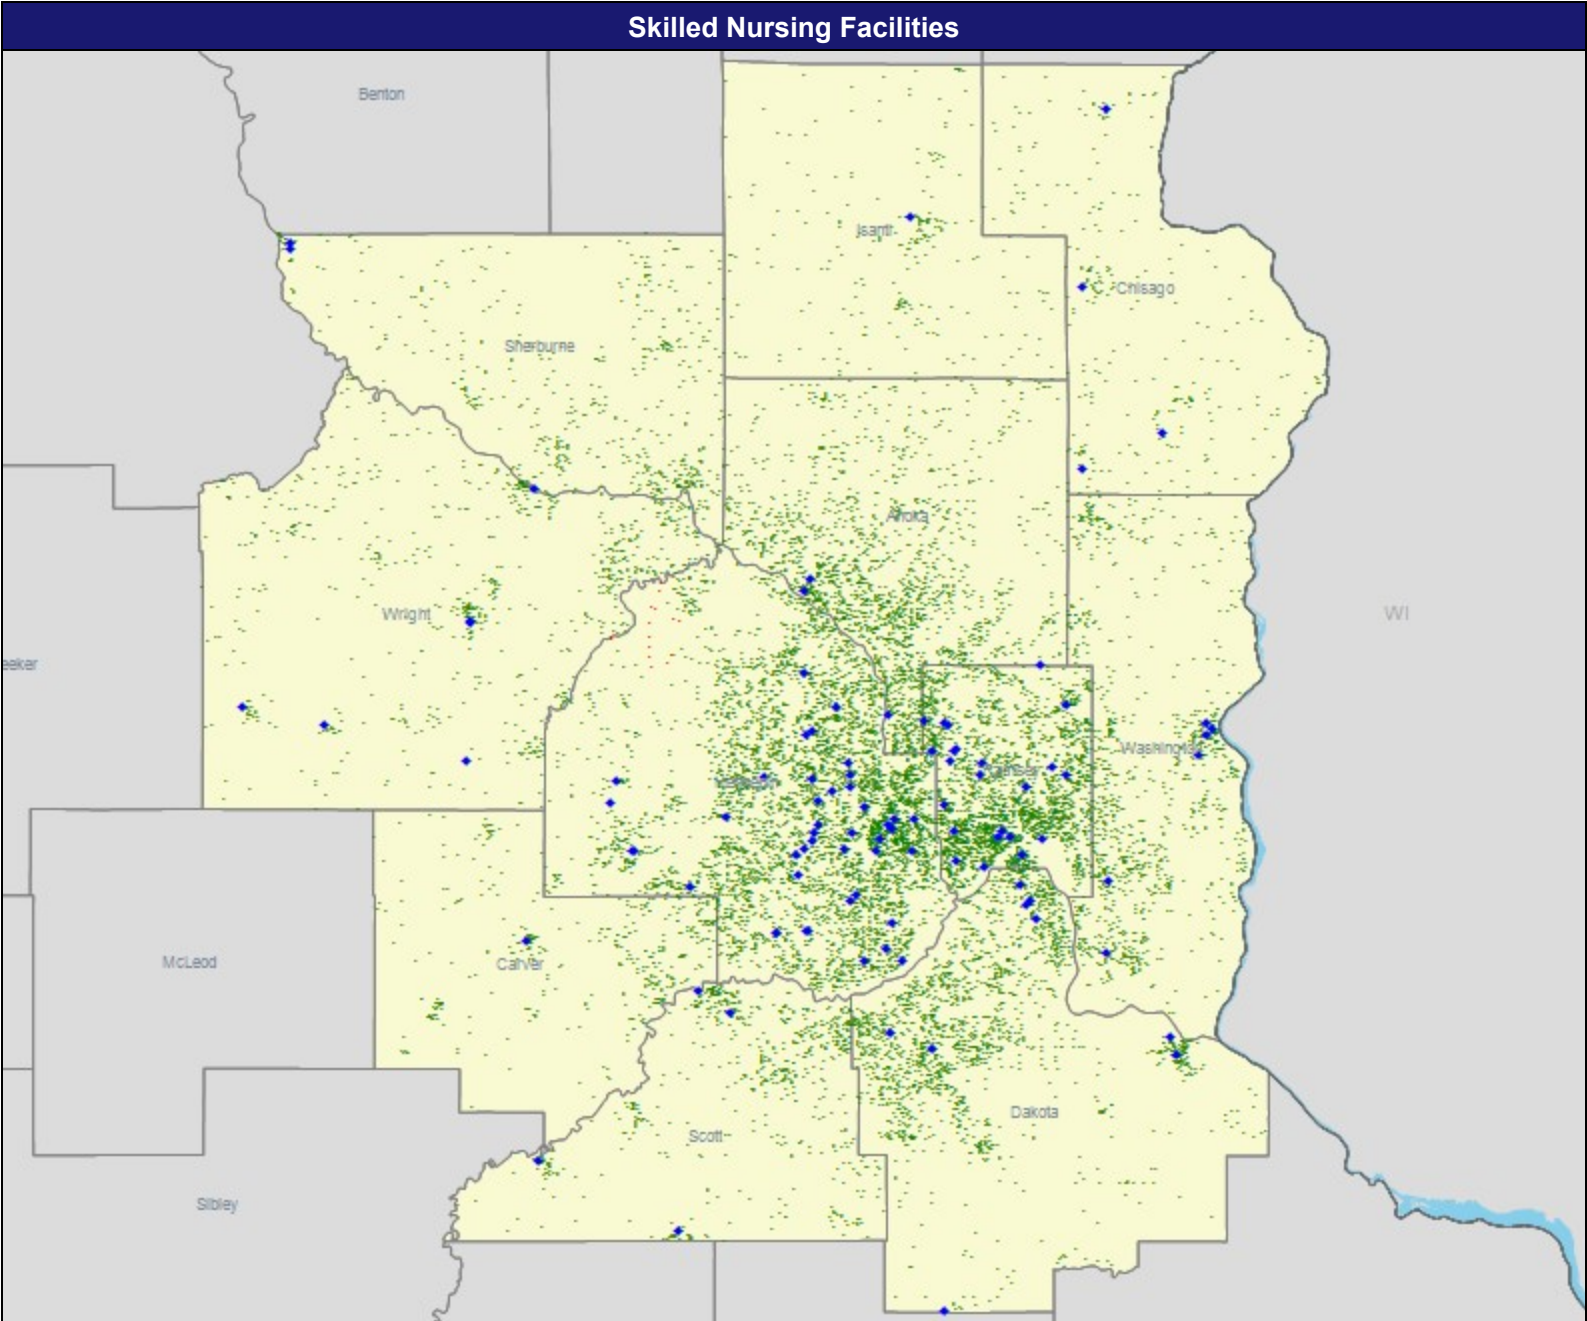 Skilled Nursing Facilities
Benton
Isanti
Chisago
Sherburne
Anoka
Wright
WI
eeker
Washington
Carver
McLeod
Dakota
Scott
Sibley